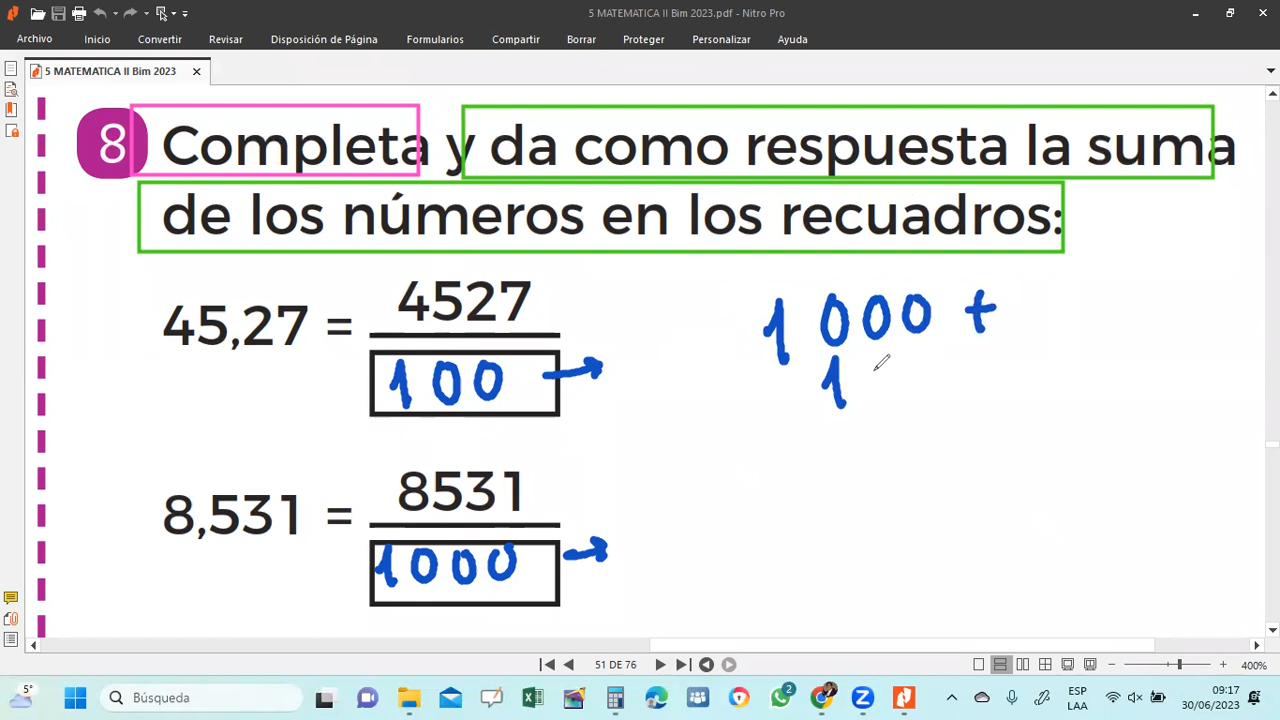 5 MATEMATICA II Bim 2023.pdf - Nitro Pro
Archivo Inicio Convertir Revisar Disposición de Página Formularios Compartir Borrar Proteger Personalizar Ayuda
5 MATEMATICA II Bim 2023
8 Completa y da como respuesta la suma
de los números en los recuadros:
45,27 = 4527
100 →
1 000 +
1
8,531 = 8531
1000 →
51 DE 76
400%
5°
Búsqueda
2
ESP
LAA
09:17
30/06/2023